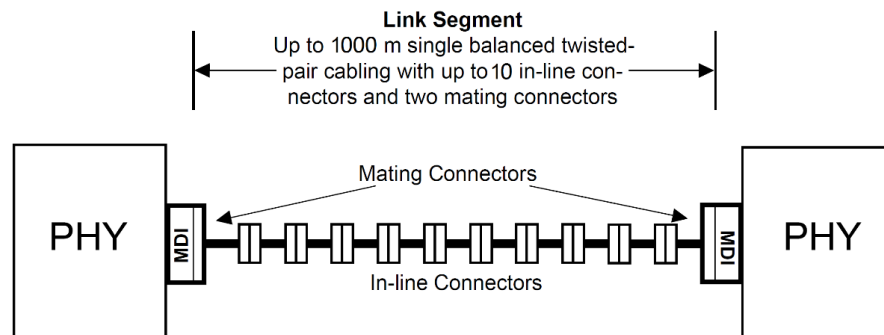 Link Segment
Up to 1000 m single balanced twisted-
pair cabling with up to 10 in-line con-
nectors and two mating connectors
Mating Connectors
PHY
MDI
MDI
PHY
In-line Connectors